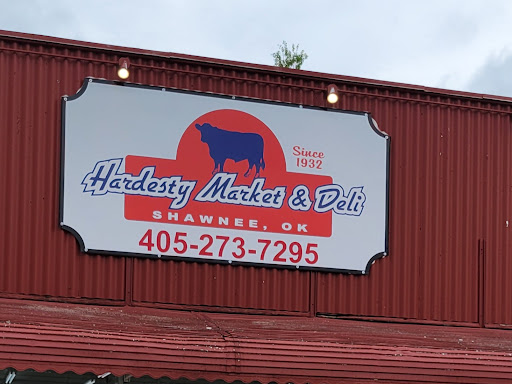 Since
1932
Hardesty Market & Deli
SHAWNEE, OK
405-273-7295